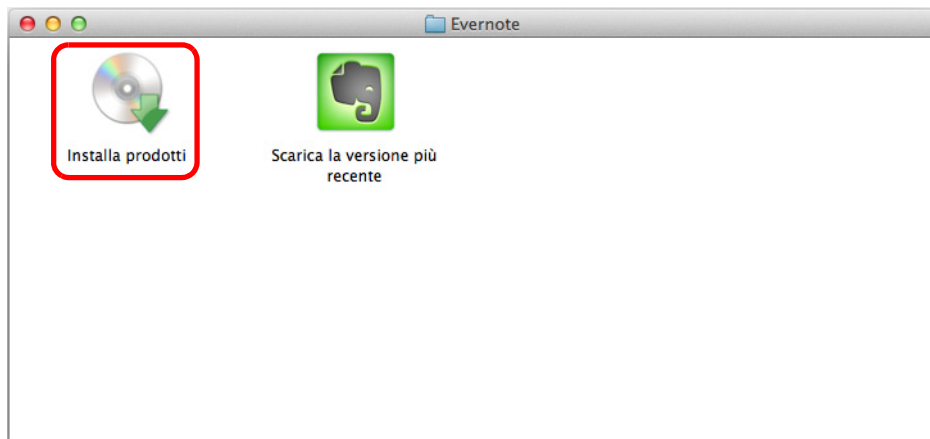 Evernote
Installa prodotti
Scarica la versione più
recente